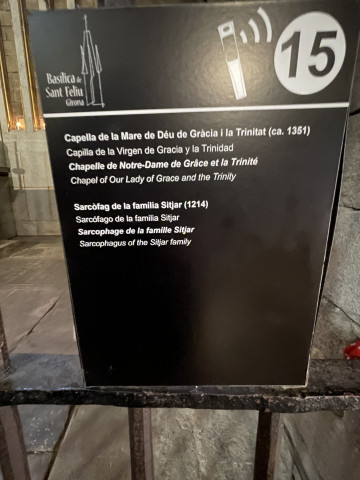 Basílica de
Sant Feliu
Girona
15
Capella de la Mare de Déu de Gràcia i la Trinitat (ca. 1351)
Capilla de la Virgen de Gracia y la Trinidad
Chapelle de Notre-Dame de Grâce et la Trinité
Chapel of Our Lady of Grace and the Trinity
Sarcòfag de la família Sitjar (1214)
Sarcófago de la familia Sitjar
Sarcophage de la famille Sitjar
Sarcophagus of the Sitjar family